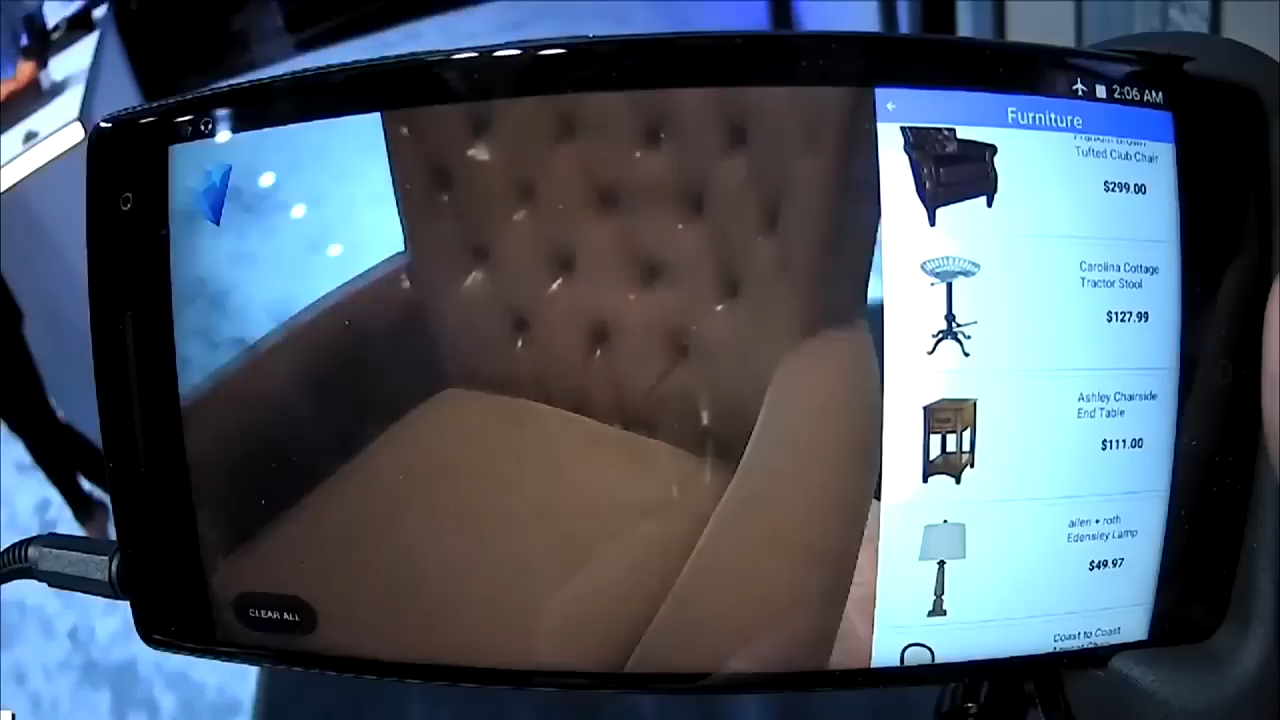 2:06 AM
Furniture
Tufted Club Chair
$299.00
Carolina Cottage
Tractor Stool
$127.99
Ashley Chairside
End Table
$111.00
allen + roth
Edensley Lamp
$49.97
Coast to Coast
CLEAR ALL